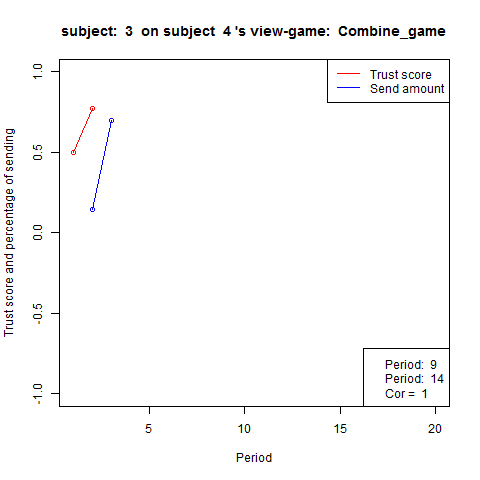 subject:  3  on subject  4 's view-game:  Combine_game
Trust score
Send amount
Trust score and percentage of sending
1.0
0.5
0.0
-0.5
-1.0
Period:  9
Period:  14
Cor =  1
5 10 15 20
Period